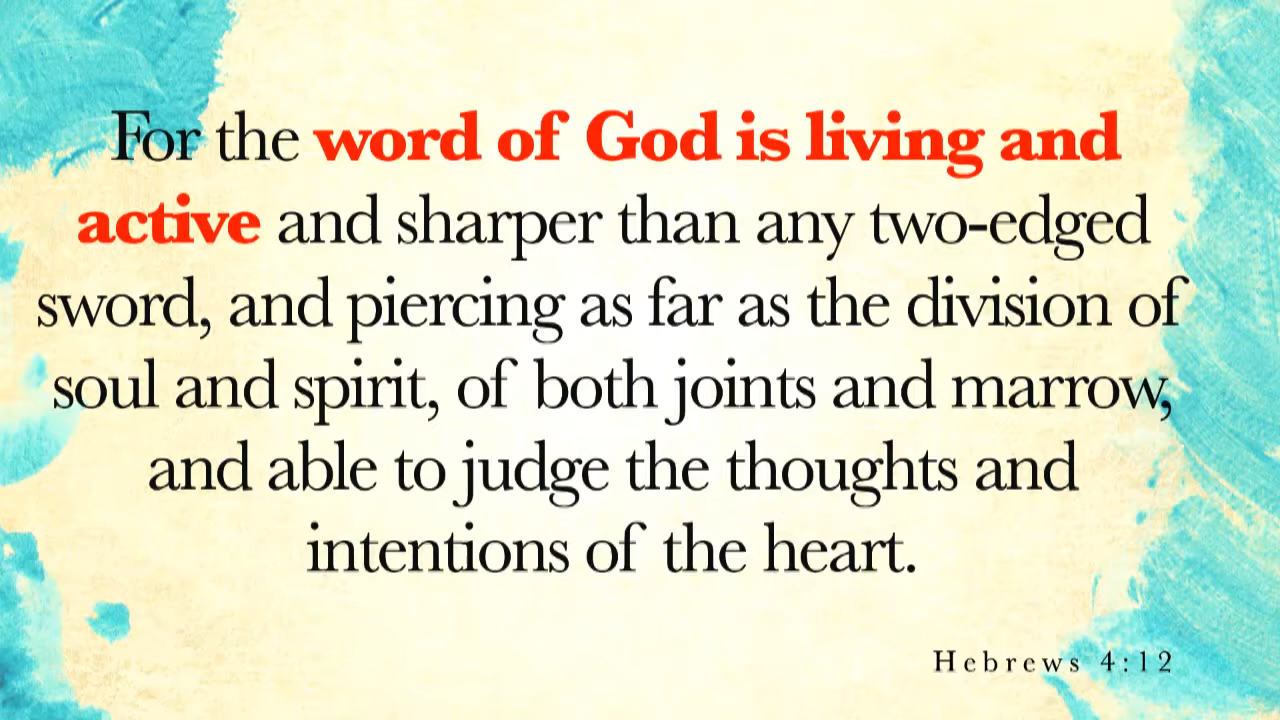 For the word of God is living and
active and sharper than any two-edged
sword, and piercing as far as the division of
soul and spirit, of both joints and marrow,
and able to judge the thoughts and
intentions of the heart.
Hebrews 4:12